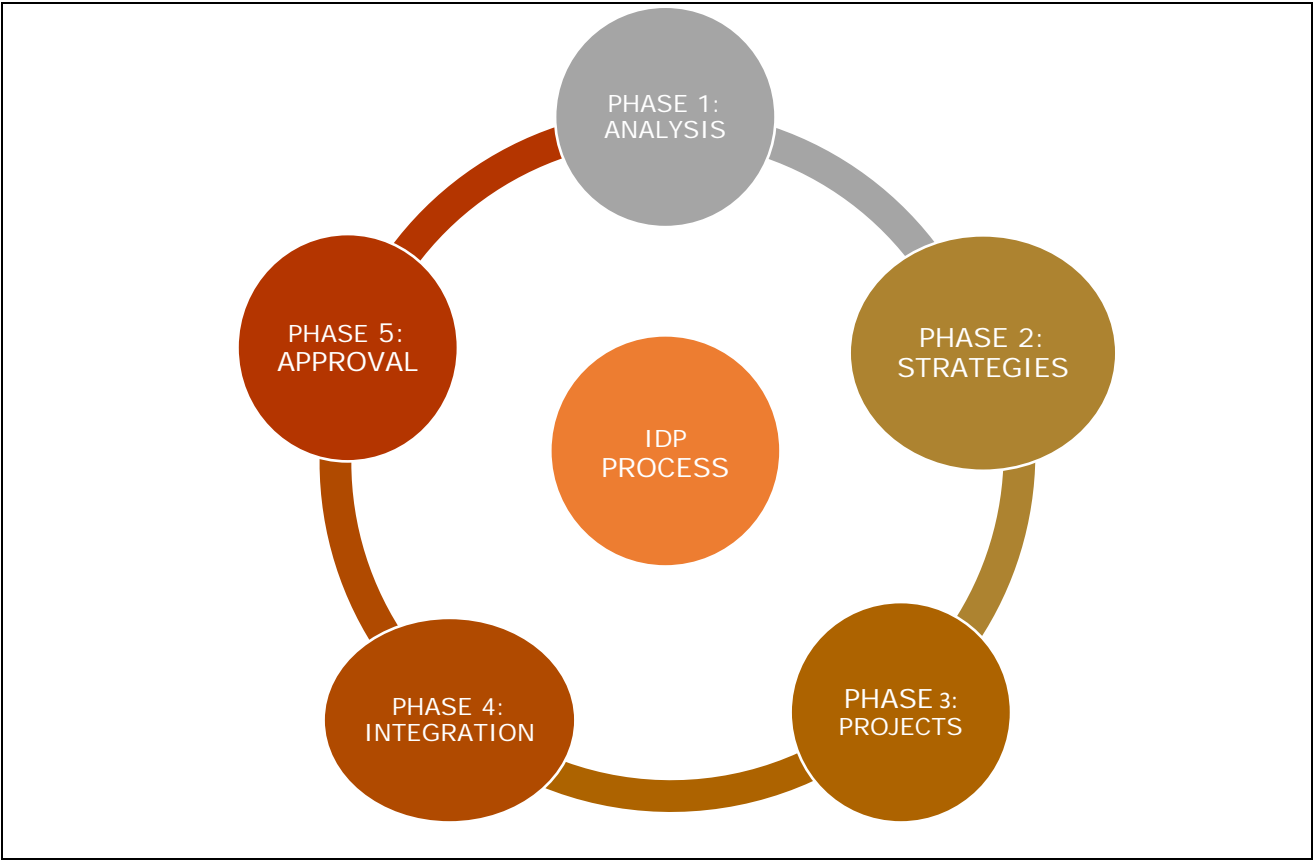 PHASE 1:
ANALYSIS
PHASE 2:
STRATEGIES
PHASE 3:
PROJECTS
PHASE 4:
INTEGRATION
PHASE 5:
APPROVAL
IDP
PROCESS